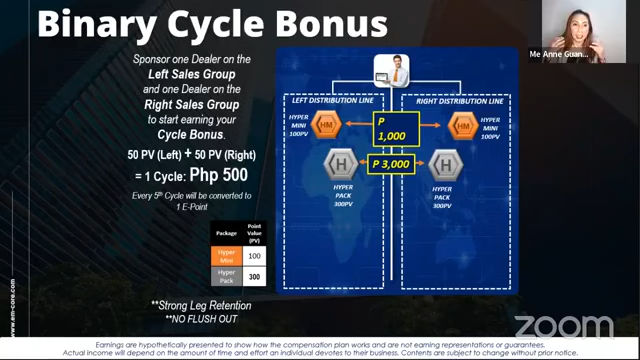 Binary Cycle Bonus
Sponsor one Dealer on the
Left Sales Group
and one Dealer on the
Right Sales Group
to start earning your
Cycle Bonus.
50 PV (Left) + 50 PV (Right)
= 1 Cycle: Php 500
Every 5th Cycle will be converted to
1 E-Point
Package
Point Value (PV)
Hyper Mini
100
Hyper Pack
300
**Strong Leg Retention
**NO FLUSH OUT
www.em-core.com
LEFT DISTRIBUTION LINE
RIGHT DISTRIBUTION LINE
HYPER
MINI
100PV
HM
P
1,000
HM
HYPER
MINI
100PV
H
P 3,000
H
HYPER
PACK
300PV
HYPER
PACK
300PV
Me Anne Guan...
zoom
Earnings are hypothetically presented to show how the compensation plan works and are not earning representations or guarantees.
Actual income will depend on the amount of time and effort an individual devotes to their business. Contents are subject to change without prior notice.